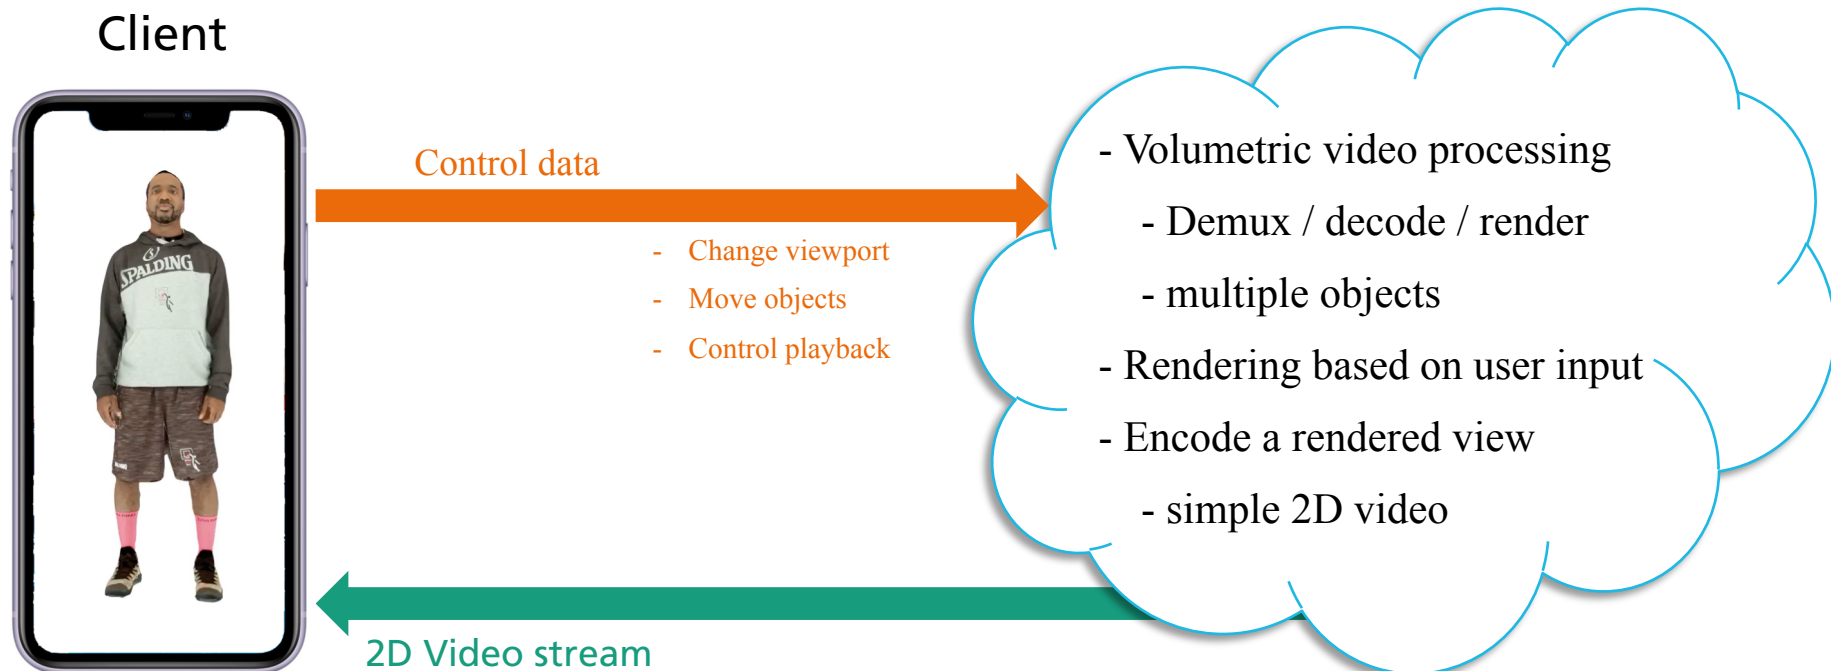 Client
SPALDING
Control data
- Change viewport
- Move objects
- Control playback
- Volumetric video processing
- Demux / decode / render
- multiple objects
- Rendering based on user input
- Encode a rendered view
- simple 2D video
2D Video stream